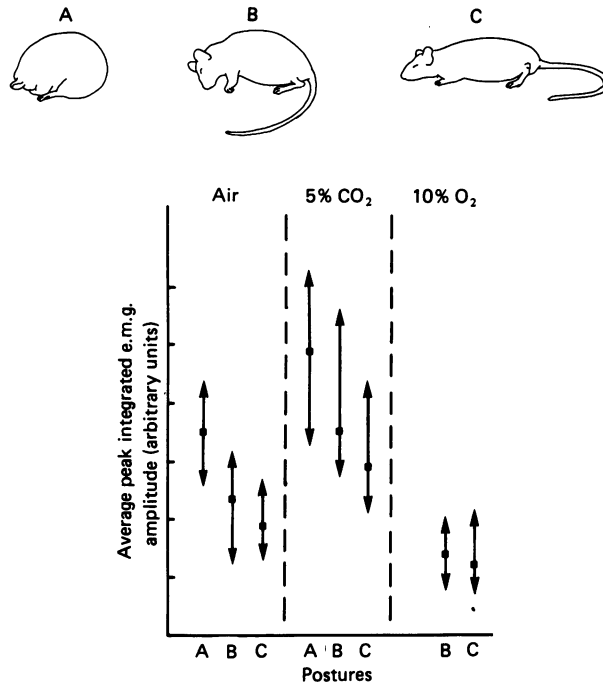 A B C
Air 5% CO₂ 10% O₂
Average peak integrated e.m.g.
amplitude (arbitrary units)
A B C A B C B C
Postures